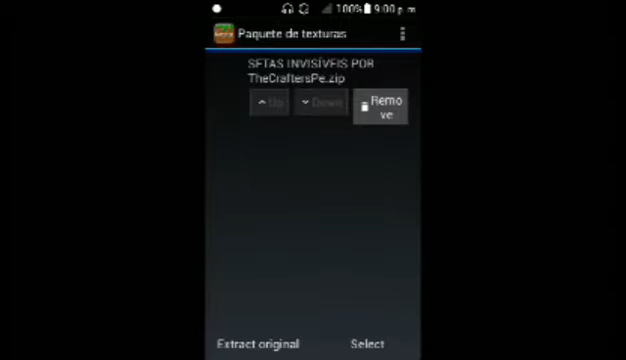 100% 9:00 p.m.
Paquete de texturas
SETAS INVISÍVEIS POR
TheCraftersPe.zip
Up Down Remo
ve
Extract original Select